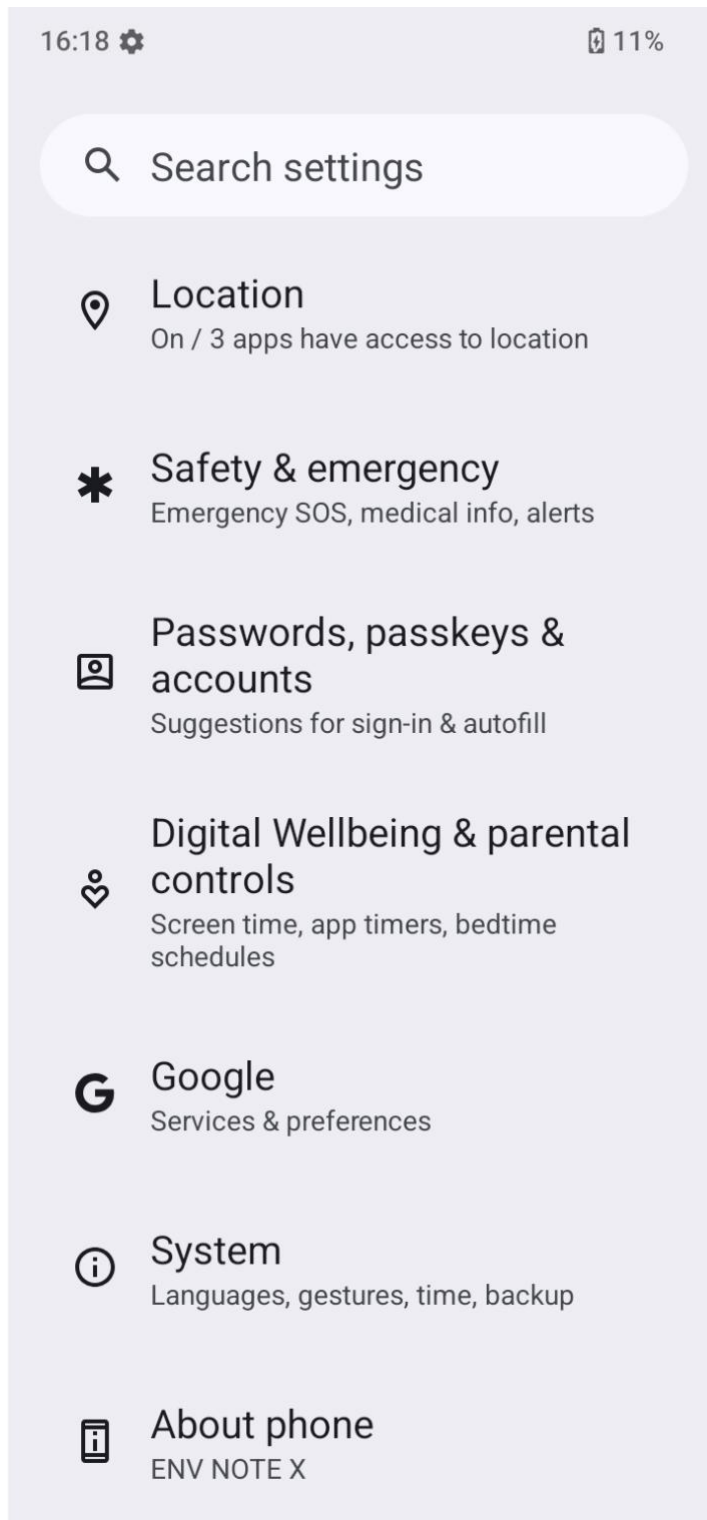 16:18
11%
Search settings
Location
On / 3 apps have access to location
Safety & emergency
Emergency SOS, medical info, alerts
Passwords, passkeys &
accounts
Suggestions for sign-in & autofill
Digital Wellbeing & parental
controls
Screen time, app timers, bedtime
schedules
Google
Services & preferences
System
Languages, gestures, time, backup
About phone
ENV NOTE X